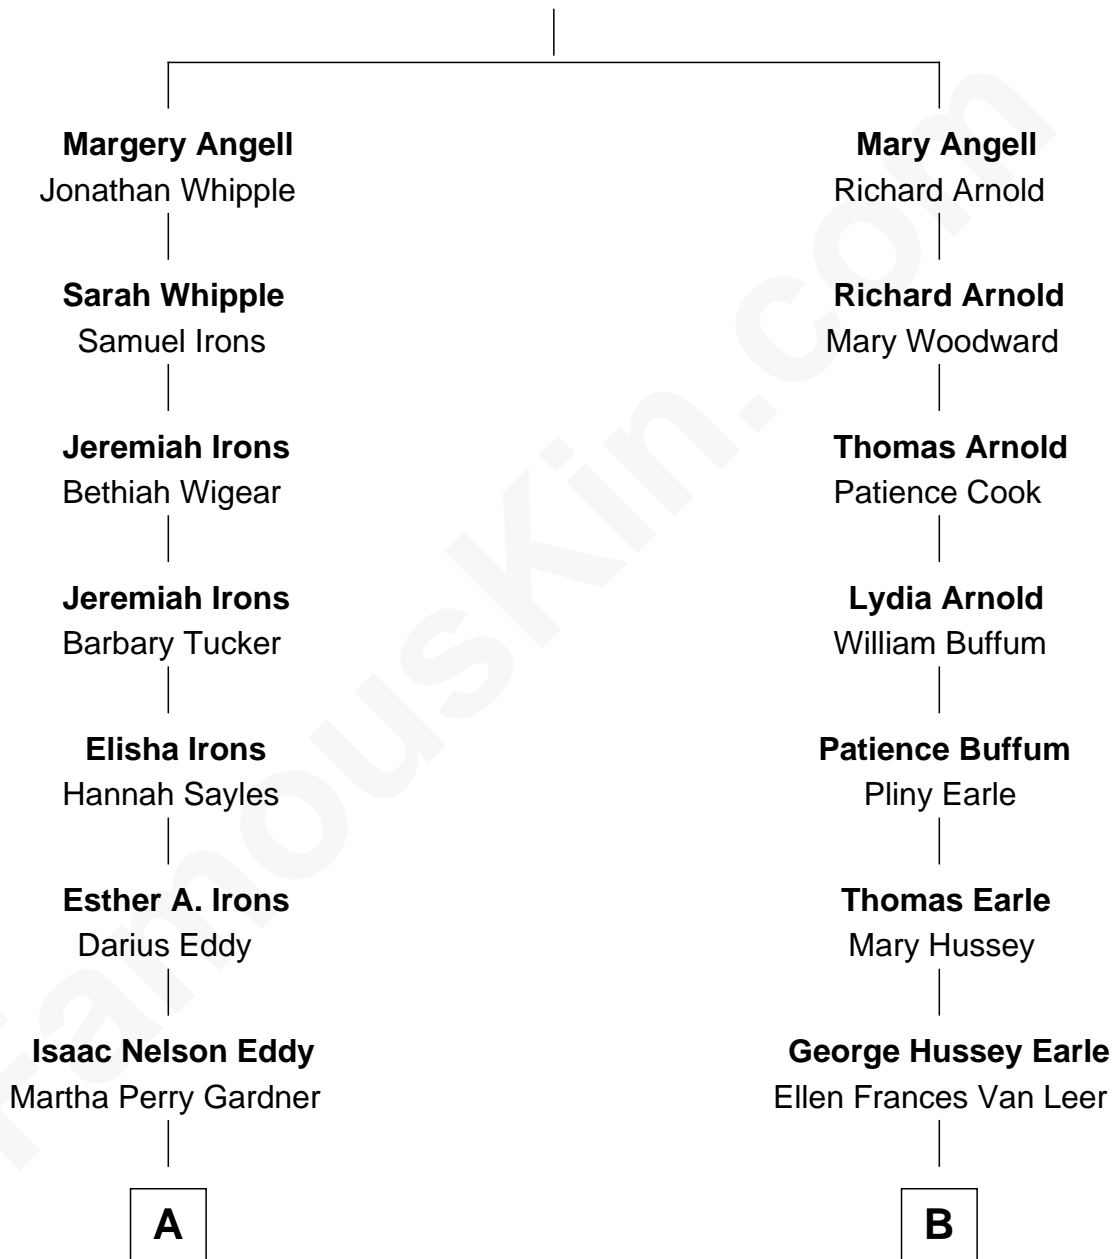 Margery Angell
Jonathan Whipple
Sarah Whipple
Samuel Irons
Jeremiah Irons
Bethiah Wigear
Jeremiah Irons
Barbary Tucker
Elisha Irons
Hannah Sayles
Esther A. Irons
Darius Eddy
Isaac Nelson Eddy
Martha Perry Gardner
A
Mary Angell
Richard Arnold
Richard Arnold
Mary Woodward
Thomas Arnold
Patience Cook
Lydia Arnold
William Buffum
Patience Buffum
Pliny Earle
Thomas Earle
Mary Hussey
George Hussey Earle
Ellen Frances Van Leer
B
FamousKin.com